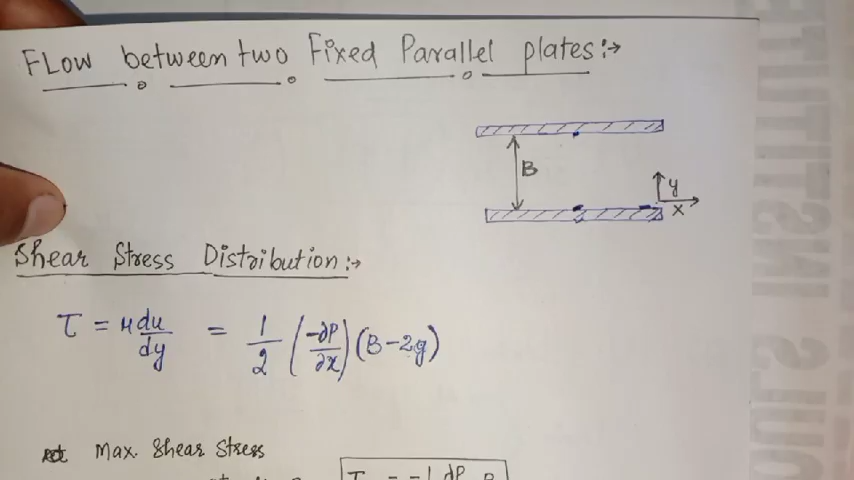 FLow between two Fixed Parallel plates:→
B
y
x
Shear Stress Distribution:→
τ = μ du/dy = 1/2 (-∂P/∂x) (B-2y)
Max. Shear Stress